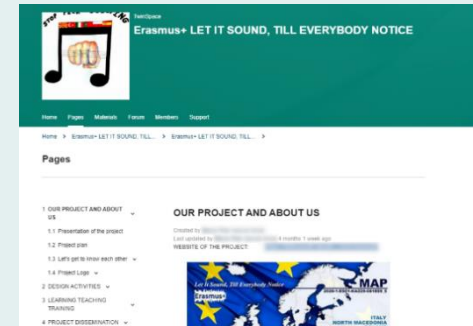 TwinSpace
Erasmus+ LET IT SOUND, TILL EVERYBODY NOTICE
Home Pages Materials Forum Members Support
Home > Erasmus+ LET IT SOUND, TILL... > Erasmus+ LET IT SOUND, TILL... >
Pages
1 OUR PROJECT AND ABOUT
US
1.1 Presentation of the project
1.2 Project plan
1.3 Let's get to know each other
1.4 Project Logo
2 DESIGN ACTIVITIES
3 LEARNING TEACHING
TRAINING
4 PROJECT DISSEMINATION
OUR PROJECT AND ABOUT US
Created by
Last updated by 4 months 1 week ago
WEBSITE OF THE PROJECT:
Let It Sound, Till Everybody Notice
Erasmus+
MAP
ITALY
NORTH MACEDONIA